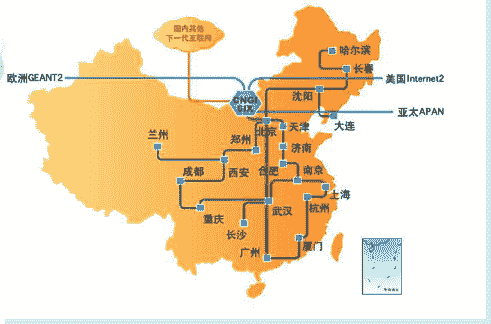 国内其他
下一代互联网
哈尔滨
长春
欧洲GEANT2
美国Internet2
沈阳
CNGI
6IX
亚太APAN
大连
北京
天津
兰州
郑州
济南
合肥
西安
成都
南京
上海
杭州
武汉
重庆
长沙
厦门
广州